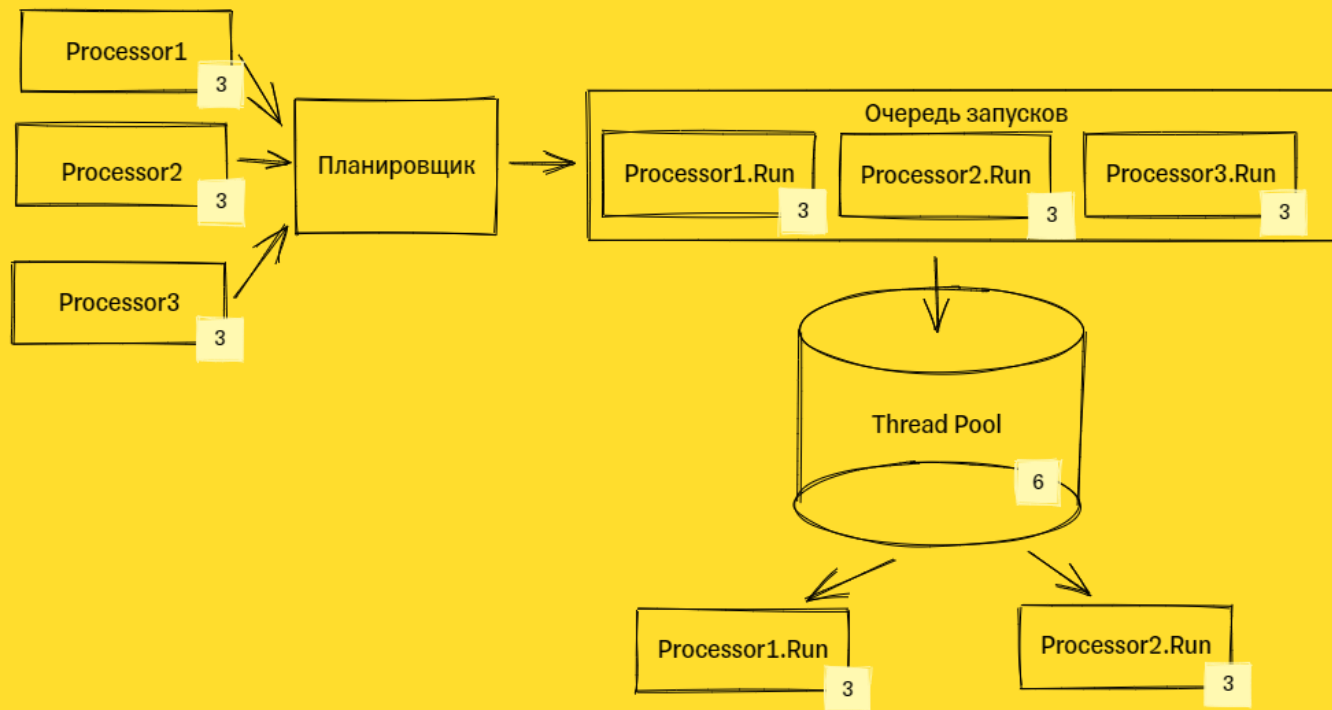 Processor1
3
Processor2
3
Processor3
3
Планировщик
Очередь запусков
Processor1.Run
3
Processor2.Run
3
Processor3.Run
3
Thread Pool
6
Processor1.Run
3
Processor2.Run
3